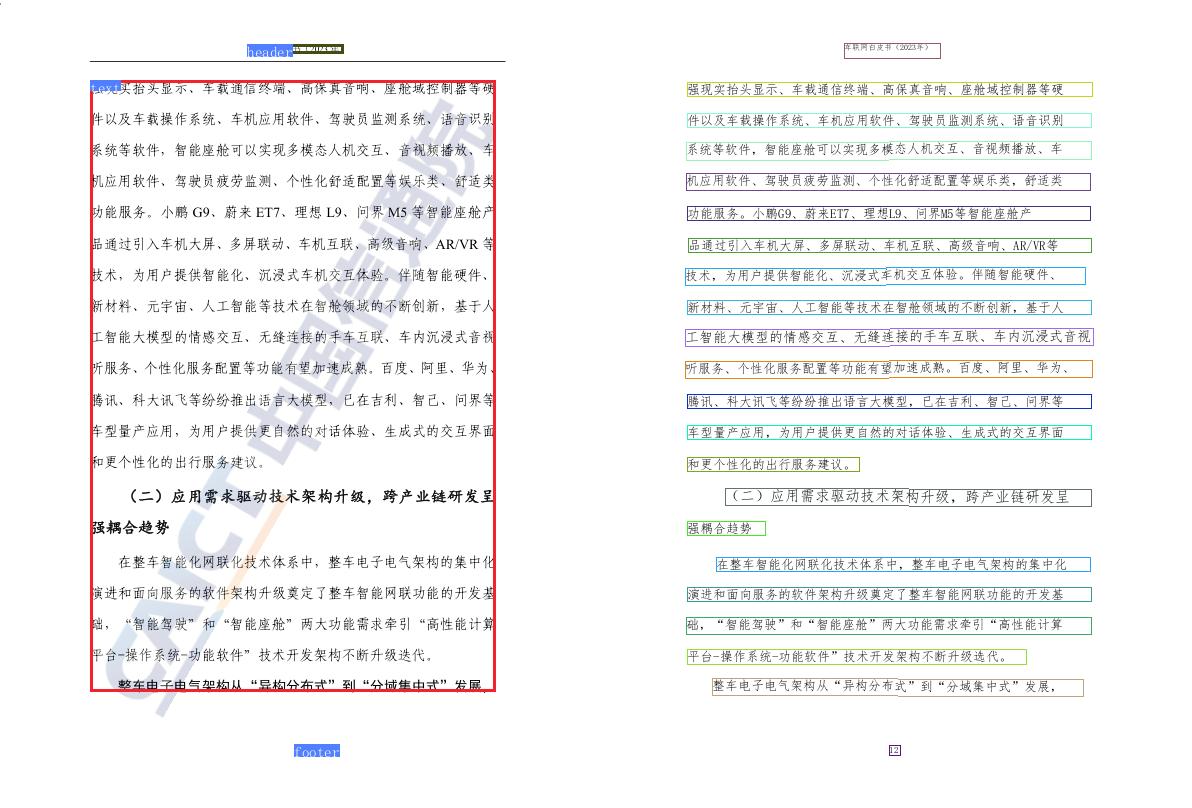 header
text
强现实抬头显示、车载通信终端、高保真音响、座舱域控制器等硬
件以及车载操作系统、车机应用软件、驾驶员监测系统、语音识别
系统等软件，智能座舱可以实现多模态人机交互、音视频播放、车
机应用软件、驾驶员疲劳监测、个性化舒适配置等娱乐类、舒适类
功能服务。小鹏 G9、蔚来 ET7、理想 L9、问界 M5 等智能座舱产
品通过引入车机大屏、多屏联动、车机互联、高级音响、AR/VR 等
技术，为用户提供智能化、沉浸式车机交互体验。伴随智能硬件、
新材料、元宇宙、人工智能等技术在智舱领域的不断创新，基于人
工智能大模型的情感交互、无缝连接的手车互联、车内沉浸式音视
听服务、个性化服务配置等功能有望加速成熟。百度、阿里、华为、
腾讯、科大讯飞等纷纷推出语言大模型，已在吉利、智己、问界等
车型量产应用，为用户提供更自然的对话体验、生成式的交互界面
和更个性化的出行服务建议。
（二）应用需求驱动技术架构升级，跨产业链研发呈
强耦合趋势
在整车智能化网联化技术体系中，整车电子电气架构的集中化
演进和面向服务的软件架构升级奠定了整车智能网联功能的开发基
础，“智能驾驶”和“智能座舱”两大功能需求牵引“高性能计算
平台-操作系统-功能软件”技术开发架构不断升级迭代。
整车电子电气架构从“异构分布式”到“分域集中式”发展，
CAICT 中国信通院
footer
车联网白皮书（2023年）
强现实抬头显示、车载通信终端、高保真音响、座舱域控制器等硬
件以及车载操作系统、车机应用软件、驾驶员监测系统、语音识别
系统等软件，智能座舱可以实现多模态人机交互、音视频播放、车
机应用软件、驾驶员疲劳监测、个性化舒适配置等娱乐类，舒适类
功能服务。小鹏G9、蔚来ET7、理想L9、问界M5等智能座舱产
品通过引入车机大屏、多屏联动、车机互联、高级音响、AR/VR等
技术，为用户提供智能化、沉浸式车机交互体验。伴随智能硬件、
新材料、元宇宙、人工智能等技术在智舱领域的不断创新，基于人
工智能大模型的情感交互、无缝连接的手车互联、车内沉浸式音视
听服务、个性化服务配置等功能有望加速成熟。百度、阿里、华为、
腾讯、科大讯飞等纷纷推出语言大模型，已在吉利、智己、问界等
车型量产应用，为用户提供更自然的对话体验、生成式的交互界面
和更个性化的出行服务建议。
（二）应用需求驱动技术架构升级，跨产业链研发呈
强耦合趋势
在整车智能化网联化技术体系中，整车电子电气架构的集中化
演进和面向服务的软件架构升级奠定了整车智能网联功能的开发基
础，“智能驾驶”和“智能座舱”两大功能需求牵引“高性能计算
平台-操作系统-功能软件”技术开发架构不断升级迭代。
整车电子电气架构从“异构分布式”到“分域集中式”发展，
12